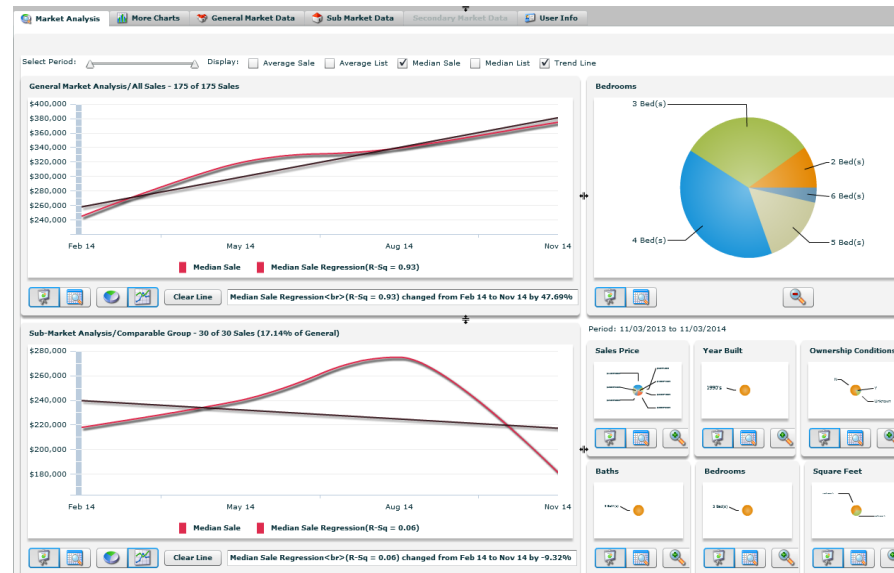 Market Analysis More Charts General Market Data Sub Market Data Secondary Market Data User Info
Select Period: Display: Average Sale Average List Median Sale Median List Trend Line
General Market Analysis/All Sales - 175 of 175 Sales
$400,000
$380,000
$360,000
$340,000
$320,000
$300,000
$280,000
$260,000
$240,000
Feb 14 May 14 Aug 14 Nov 14
Median Sale Median Sale Regression(R-Sq = 0.93)
Clear Line Median Sale Regression<br>(R-Sq = 0.93) changed from Feb 14 to Nov 14 by 47.69%
Bedrooms
3 Bed(s)
2 Bed(s)
6 Bed(s)
5 Bed(s)
4 Bed(s)
Sub-Market Analysis/Comparable Group - 30 of 30 Sales (17.14% of General)
$280,000
$260,000
$240,000
$220,000
$200,000
$180,000
Feb 14 May 14 Aug 14 Nov 14
Median Sale Median Sale Regression(R-Sq = 0.06)
Clear Line Median Sale Regression<br>(R-Sq = 0.06) changed from Feb 14 to Nov 14 by -9.32%
Period: 11/03/2013 to 11/03/2014
Sales Price Year Built Ownership Conditions
1990's
Baths Bedrooms Square Feet